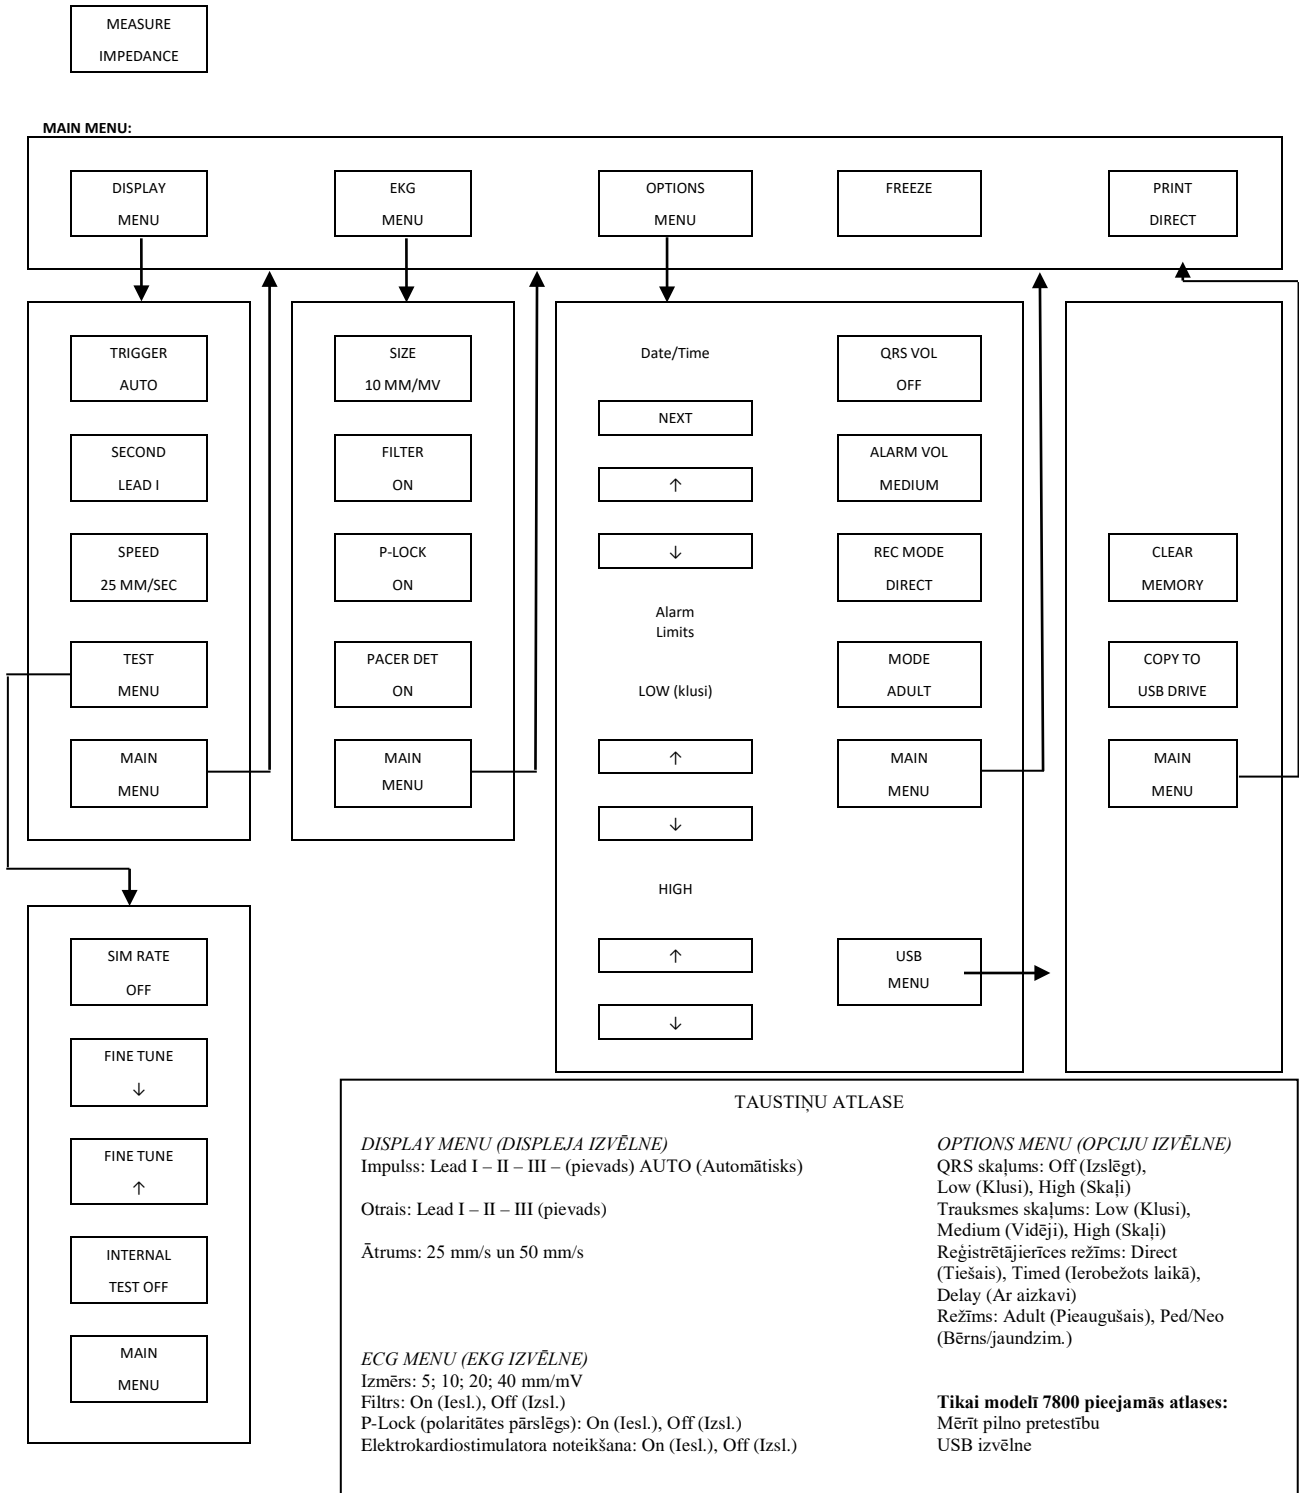 MEASURE
IMPEDANCE
MAIN MENU:
DISPLAY
MENU
EKG
MENU
OPTIONS
MENU
FREEZE
PRINT
DIRECT
TRIGGER
AUTO
SECOND
LEAD I
SPEED
25 MM/SEC
TEST
MENU
MAIN
MENU
SIZE
10 MM/MV
FILTER
ON
P-LOCK
ON
PACER DET
ON
MAIN
MENU
Date/Time
NEXT
↑
↓
Alarm
Limits
LOW (klusi)
↑
↓
HIGH
↑
↓
QRS VOL
OFF
ALARM VOL
MEDIUM
REC MODE
DIRECT
MODE
ADULT
MAIN
MENU
USB
MENU
CLEAR
MEMORY
COPY TO
USB DRIVE
MAIN
MENU
SIM RATE
OFF
FINE TUNE
↓
FINE TUNE
↑
INTERNAL
TEST OFF
MAIN
MENU
TAUSTIŅU ATLASE
DISPLAY MENU (DISPLEJA IZVĒLNE)
Impulss: Lead I – II – III – (pievads) AUTO (Automātisks)
Otrais: Lead I – II – III (pievads)
Ātrums: 25 mm/s un 50 mm/s
ECG MENU (EKG IZVĒLNE)
Izmērs: 5; 10; 20; 40 mm/mV
Filtrs: On (Iesl.), Off (Izsl.)
P-Lock (polaritātes pārslēgs): On (Iesl.), Off (Izsl.)
Elektrokardiostimulatora noteikšana: On (Iesl.), Off (Izsl.)
OPTIONS MENU (OPCIJU IZVĒLNE)
QRS skaļums: Off (Izslēgt),
Low (Klusi), High (Skaļi)
Trauksmes skaļums: Low (Klusi),
Medium (Vidēji), High (Skaļi)
Reģistrētājierīces režīms: Direct
(Tiešais), Timed (Ierobežots laikā),
Delay (Ar aizkavi)
Režīms: Adult (Pieaugušais), Ped/Neo
(Bērns/jaundzim.)
Tikai modelī 7800 pieejamās atlases:
Mērīt pilno pretestību
USB izvēlne